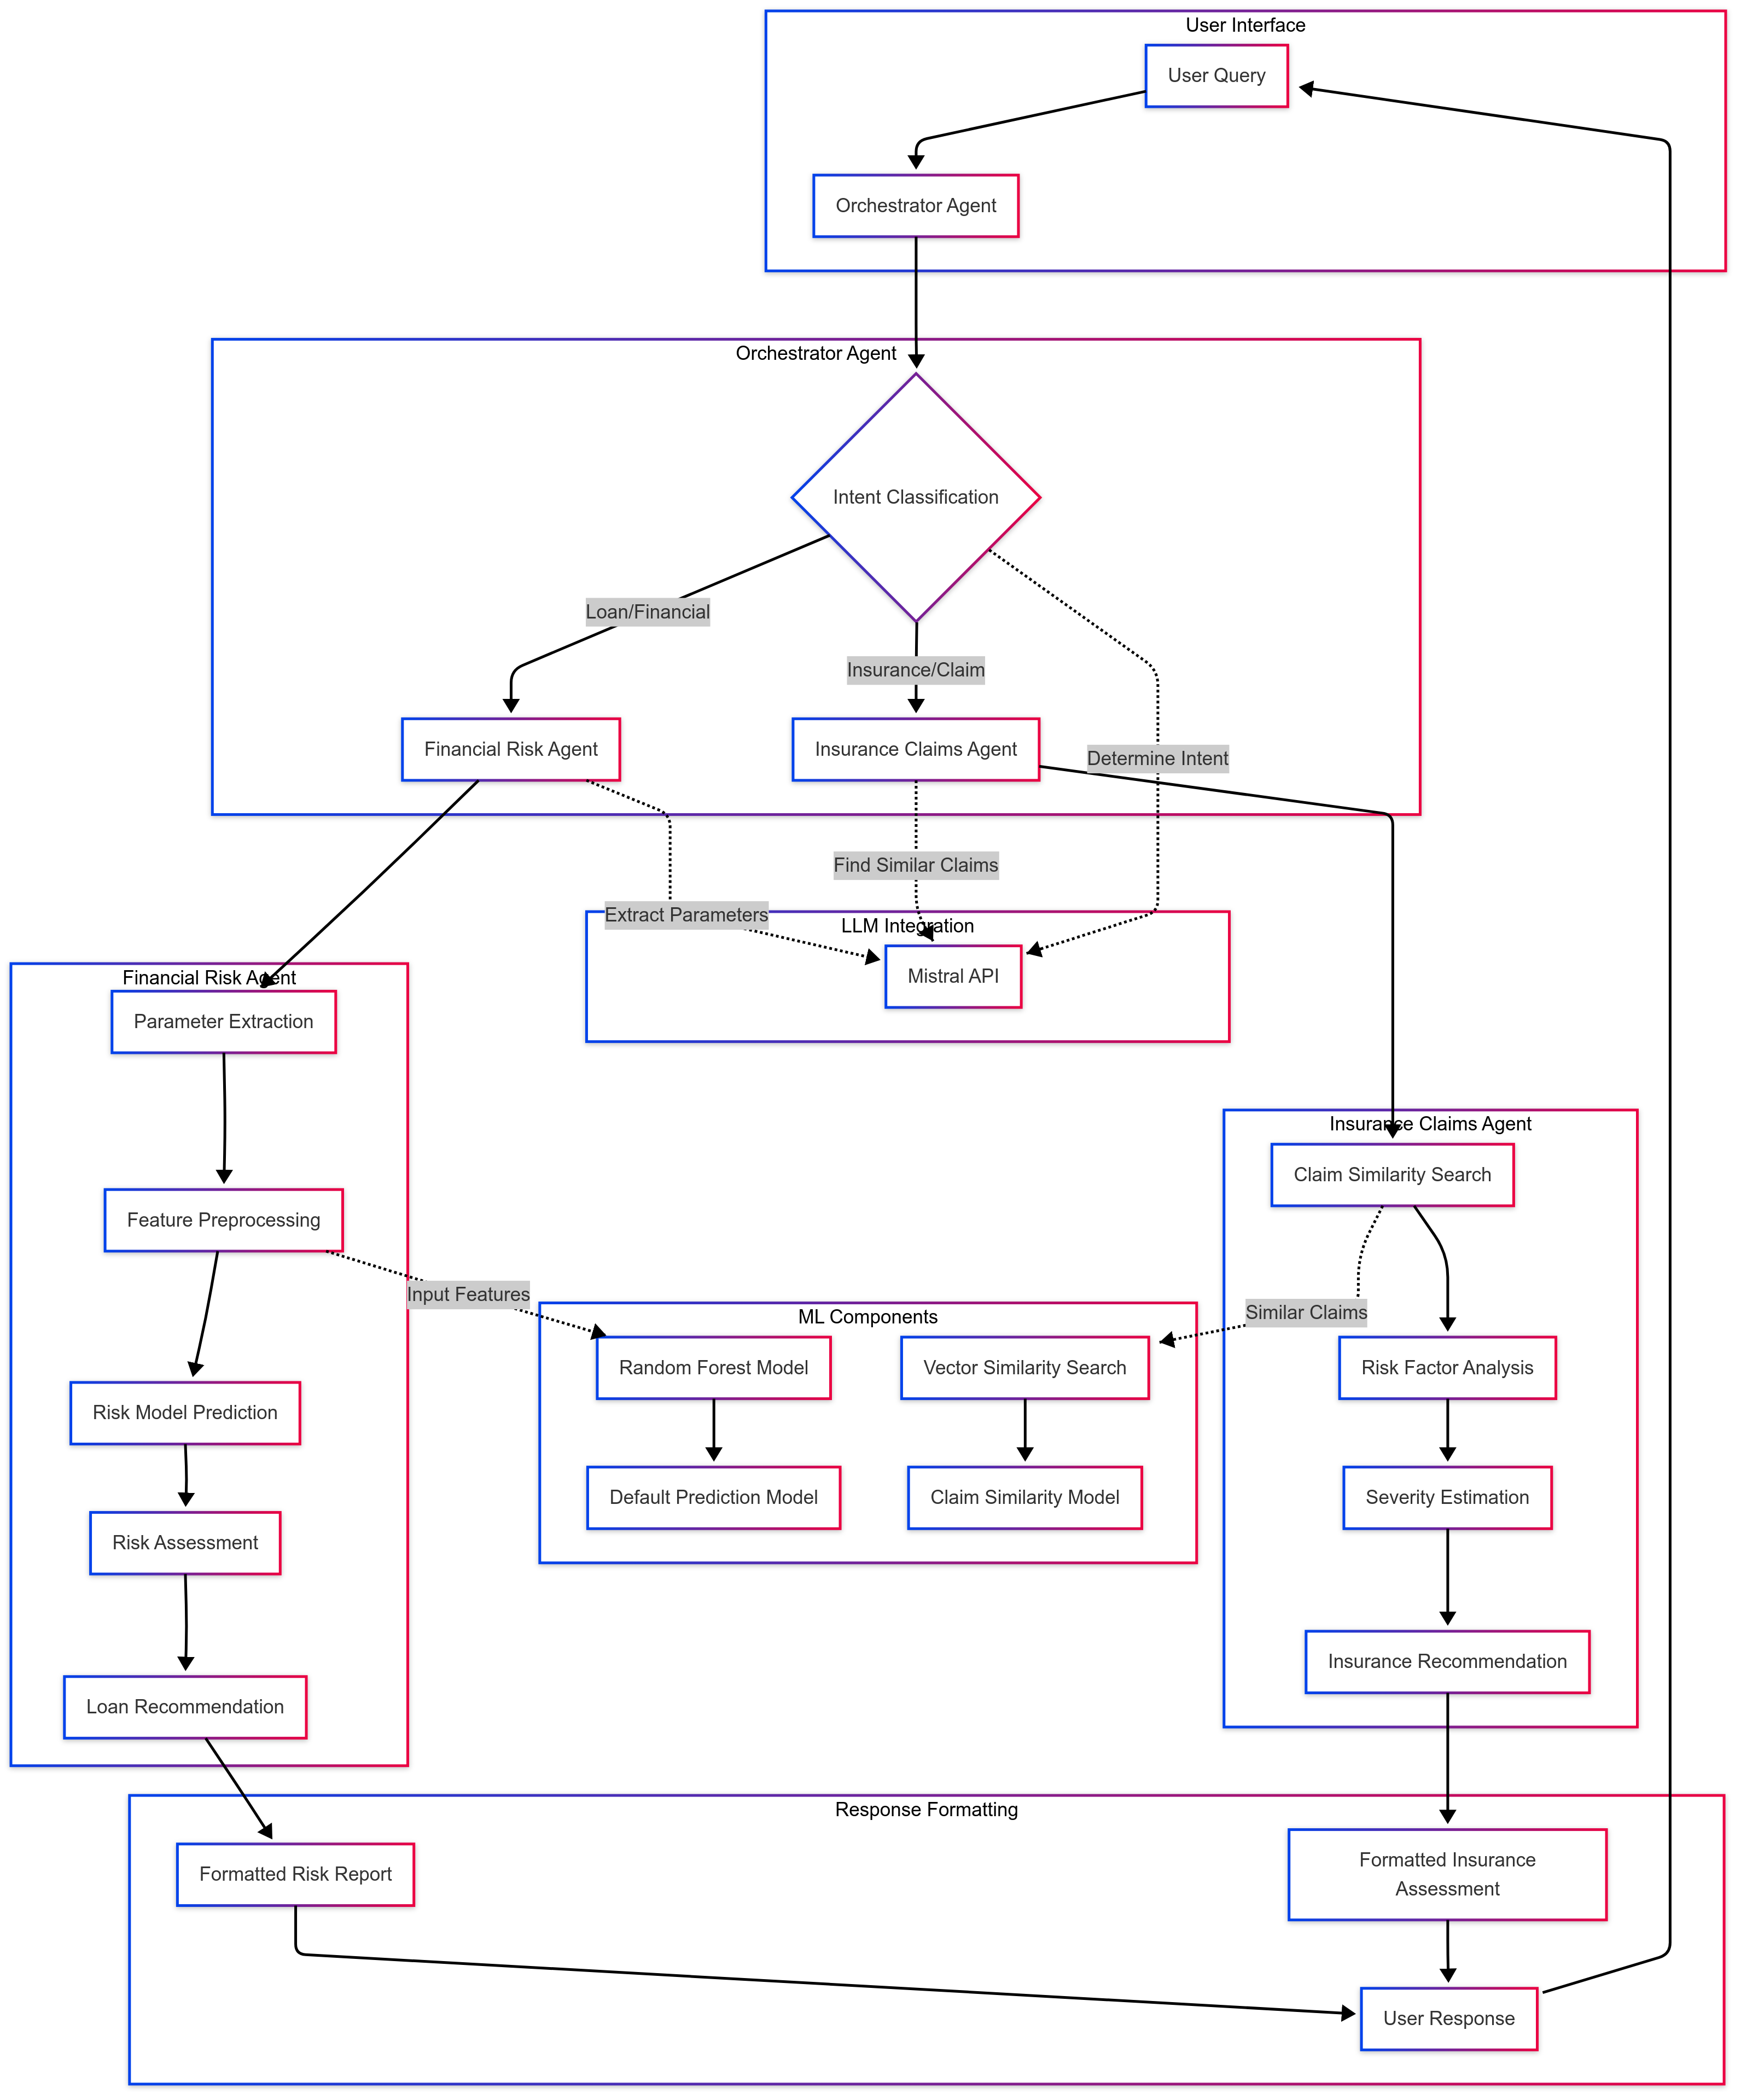 User Interface
User Query
Orchestrator Agent
Orchestrator Agent
Intent Classification
Loan/Financial
Insurance/Claim
Financial Risk Agent
Insurance Claims Agent
Determine Intent
Find Similar Claims
Extract Parameters
LLM Integration
Mistral API
Financial Risk Agent
Parameter Extraction
Feature Preprocessing
Input Features
Risk Model Prediction
Risk Assessment
Loan Recommendation
ML Components
Random Forest Model
Vector Similarity Search
Default Prediction Model
Claim Similarity Model
Insurance Claims Agent
Claim Similarity Search
Similar Claims
Risk Factor Analysis
Severity Estimation
Insurance Recommendation
Response Formatting
Formatted Risk Report
Formatted Insurance
Assessment
User Response